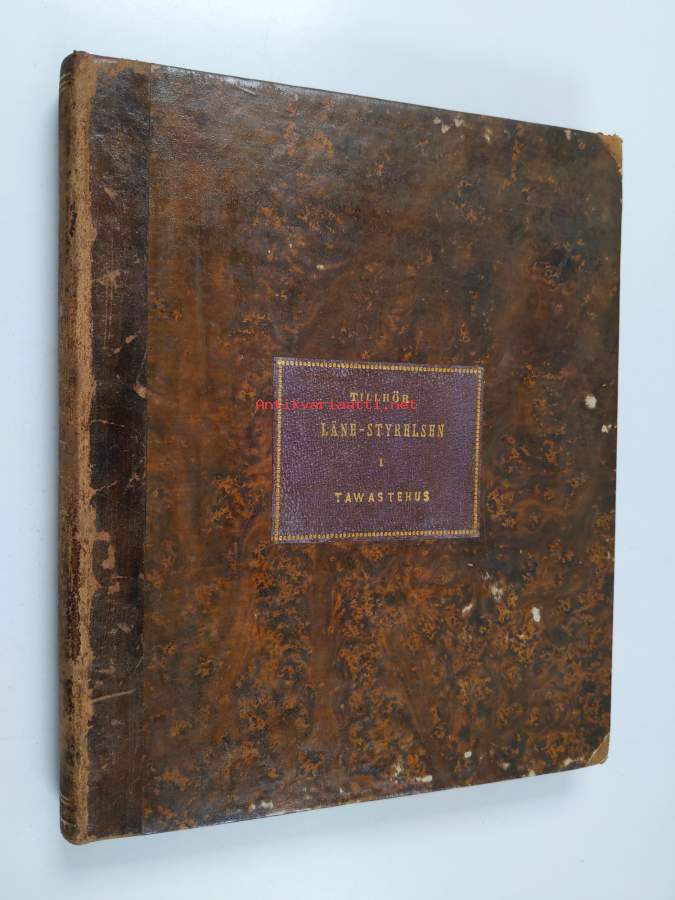 TILLHÖR
Antikvariaatti.net
LÄNE-STYRELSEN
I
TAWASTEHUS